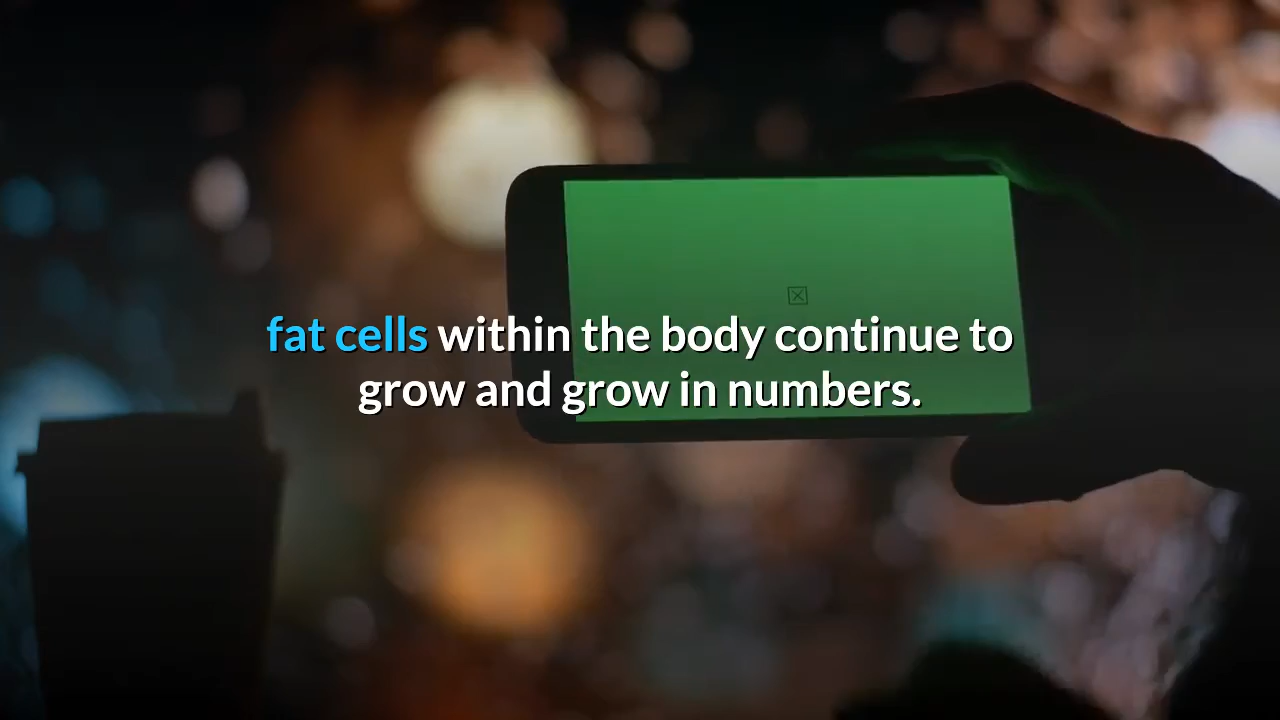 fat cells within the body continue to
grow and grow in numbers.